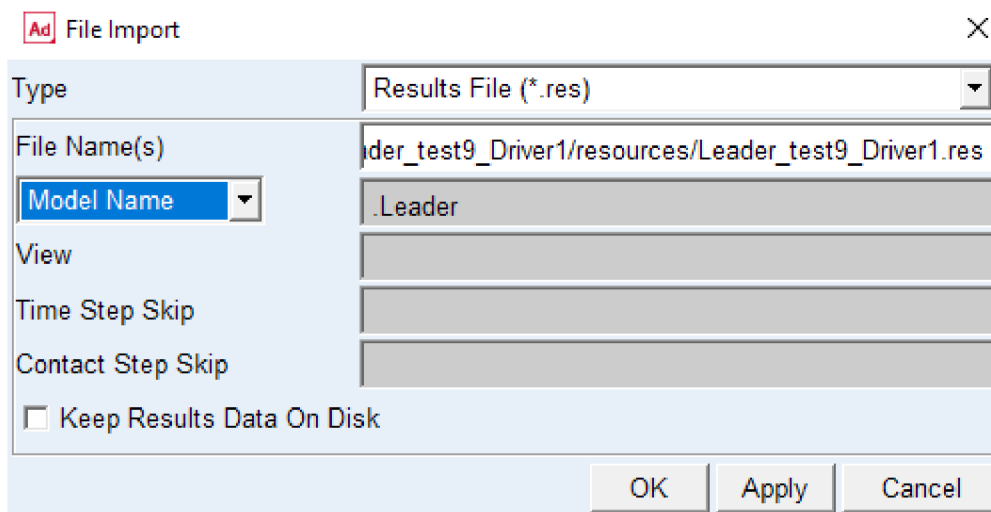 Ad File Import
Type Results File (*.res)
File Name(s) der_test9_Driver1/resources/Leader_test9_Driver1.res
Model Name .Leader
View
Time Step Skip
Contact Step Skip
Keep Results Data On Disk
OK Apply Cancel